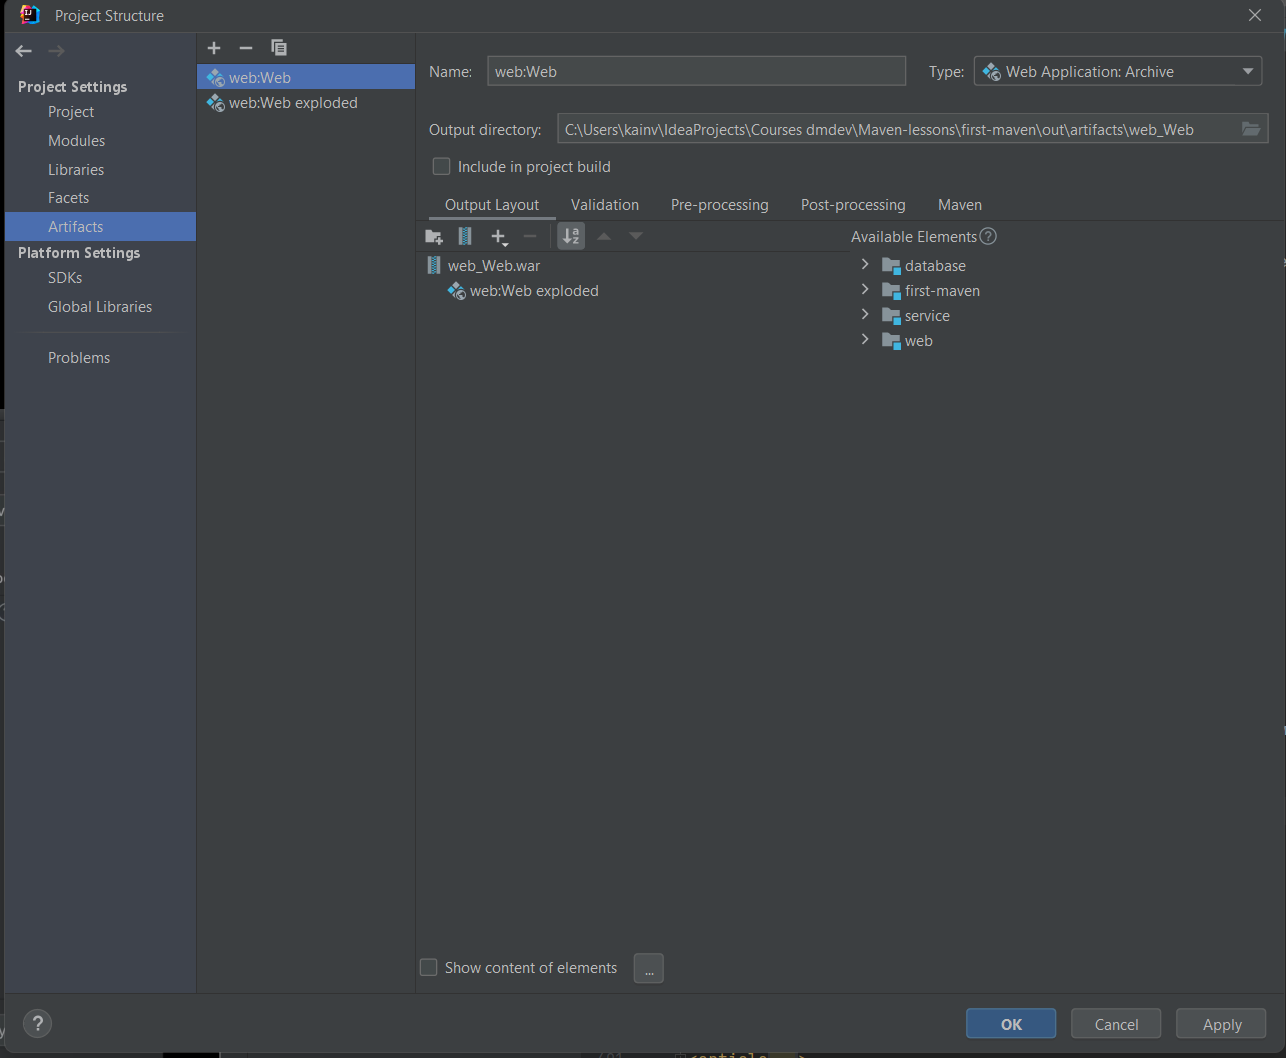 Project Structure
Project Settings
Project
Modules
Libraries
Facets
Artifacts
Platform Settings
SDKs
Global Libraries
Problems
web:Web
web:Web exploded
Name: web:Web Type: Web Application: Archive
Output directory: C:\Users\kainv\IdeaProjects\Courses dmdev\Maven-lessons\first-maven\out\artifacts\web_Web
Include in project build
Output Layout Validation Pre-processing Post-processing Maven
Available Elements ?
web_Web.war
web:Web exploded
database
first-maven
service
web
Show content of elements ...
? OK Cancel Apply